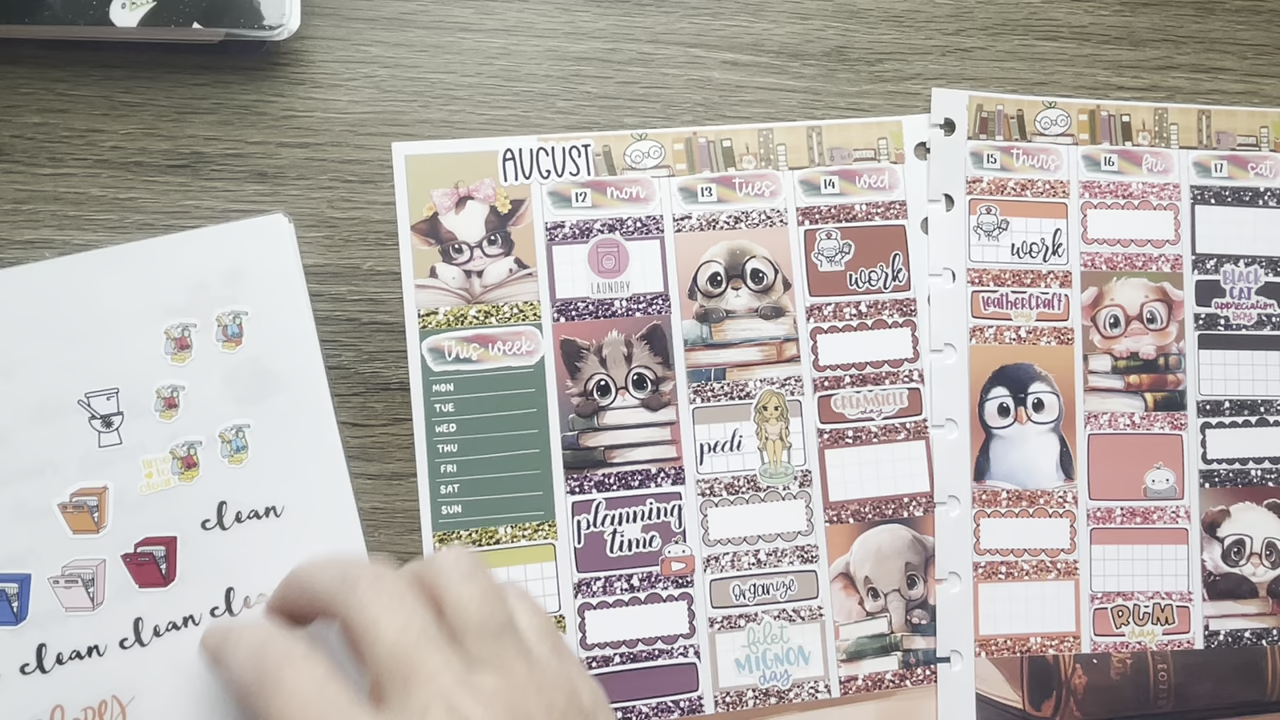 AUGUST
12 mon
13 tues
14 wed
15 thurs
16 fri
17 sat
LAUNDRY
work
work
this week
MON
TUE
WED
THU
FRI
SAT
SUN
LEATHERCRAFT
day
BLACK
CAT
appreciation
day
CREAMSICLE
day
pedi
planning
time
Organize
filet
MIGNON
day
RUM
day
clean
clean clean